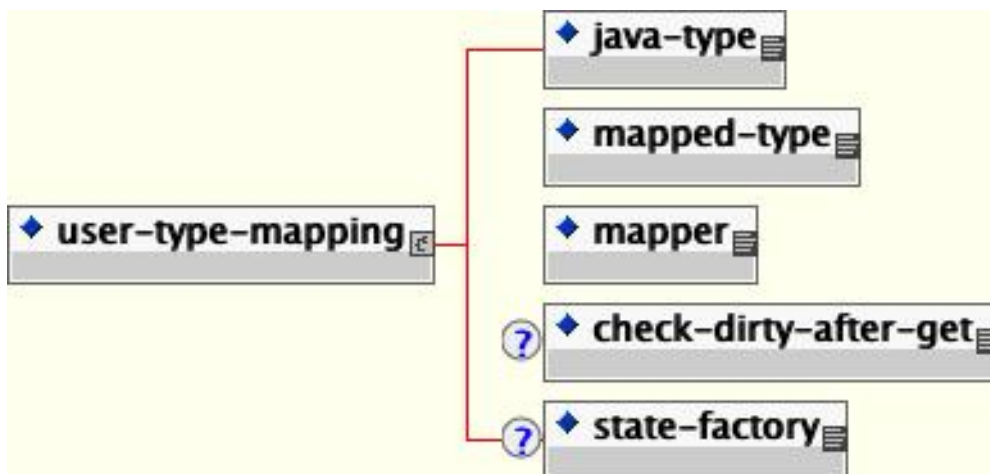 java-type
mapped-type
user-type-mapping
mapper
? check-dirty-after-get
? state-factory